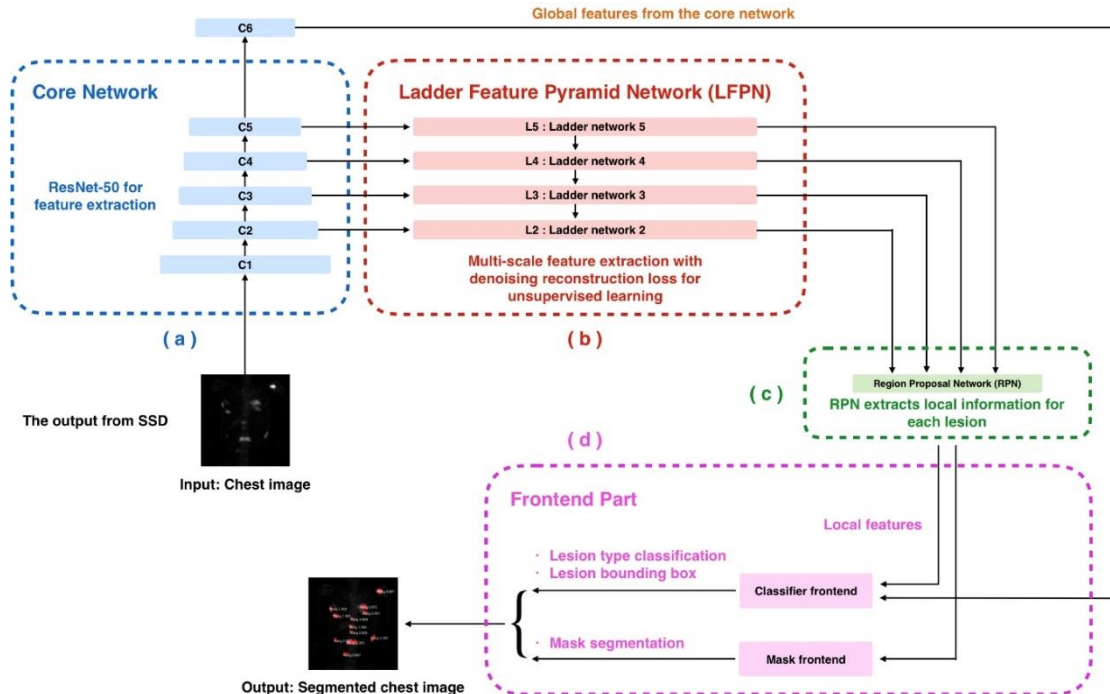 Global features from the core network
C6
Core Network
Ladder Feature Pyramid Network (LFPN)
C5
L5 : Ladder network 5
C4
L4 : Ladder network 4
ResNet-50 for
feature extraction
C3
L3 : Ladder network 3
C2
L2 : Ladder network 2
C1
Multi-scale feature extraction with
denoising reconstruction loss for
unsupervised learning
( a )
( b )
Region Proposal Network (RPN)
( c )
RPN extracts local information for
each lesion
The output from SSD
( d )
Input: Chest image
Frontend Part
Local features
· Lesion type classification
· Lesion bounding box
Classifier frontend
· Mask segmentation
Mask frontend
Output: Segmented chest image